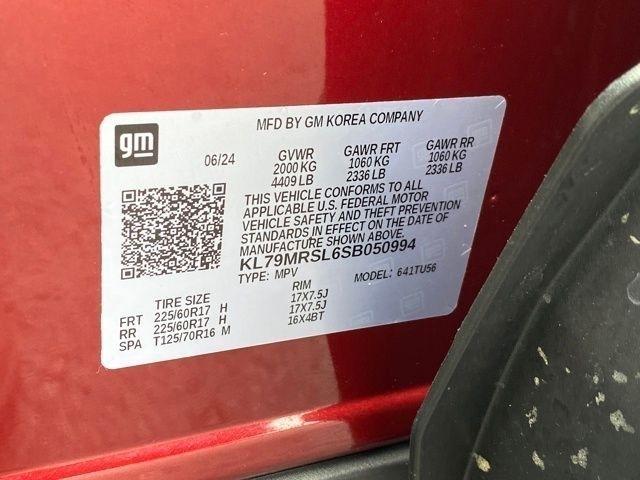 gm
MFD BY GM KOREA COMPANY
06/24 GVWR GAWR FRT GAWR RR
2000 KG 1060 KG 1060 KG
4409 LB 2336 LB 2336 LB
THIS VEHICLE CONFORMS TO ALL
APPLICABLE U.S. FEDERAL MOTOR
VEHICLE SAFETY AND THEFT PREVENTION
STANDARDS IN EFFECT ON THE DATE OF
MANUFACTURE SHOWN ABOVE.
KL79MRSL6SB050994
TYPE: MPV MODEL: 641TU56
TIRE SIZE RIM
FRT 225/60R17 H 17X7.5J
RR 225/60R17 H 17X7.5J
SPA T125/70R16 M 16X4BT